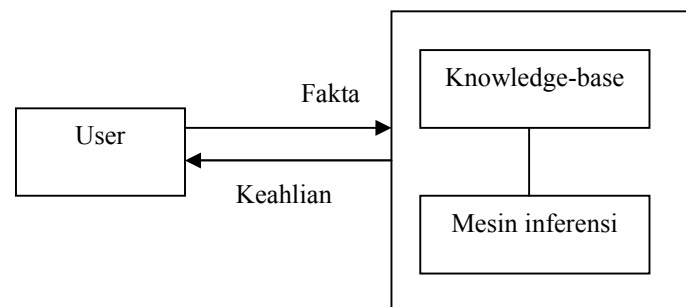 Knowledge-base
Fakta
User
Keahlian
Mesin inferensi